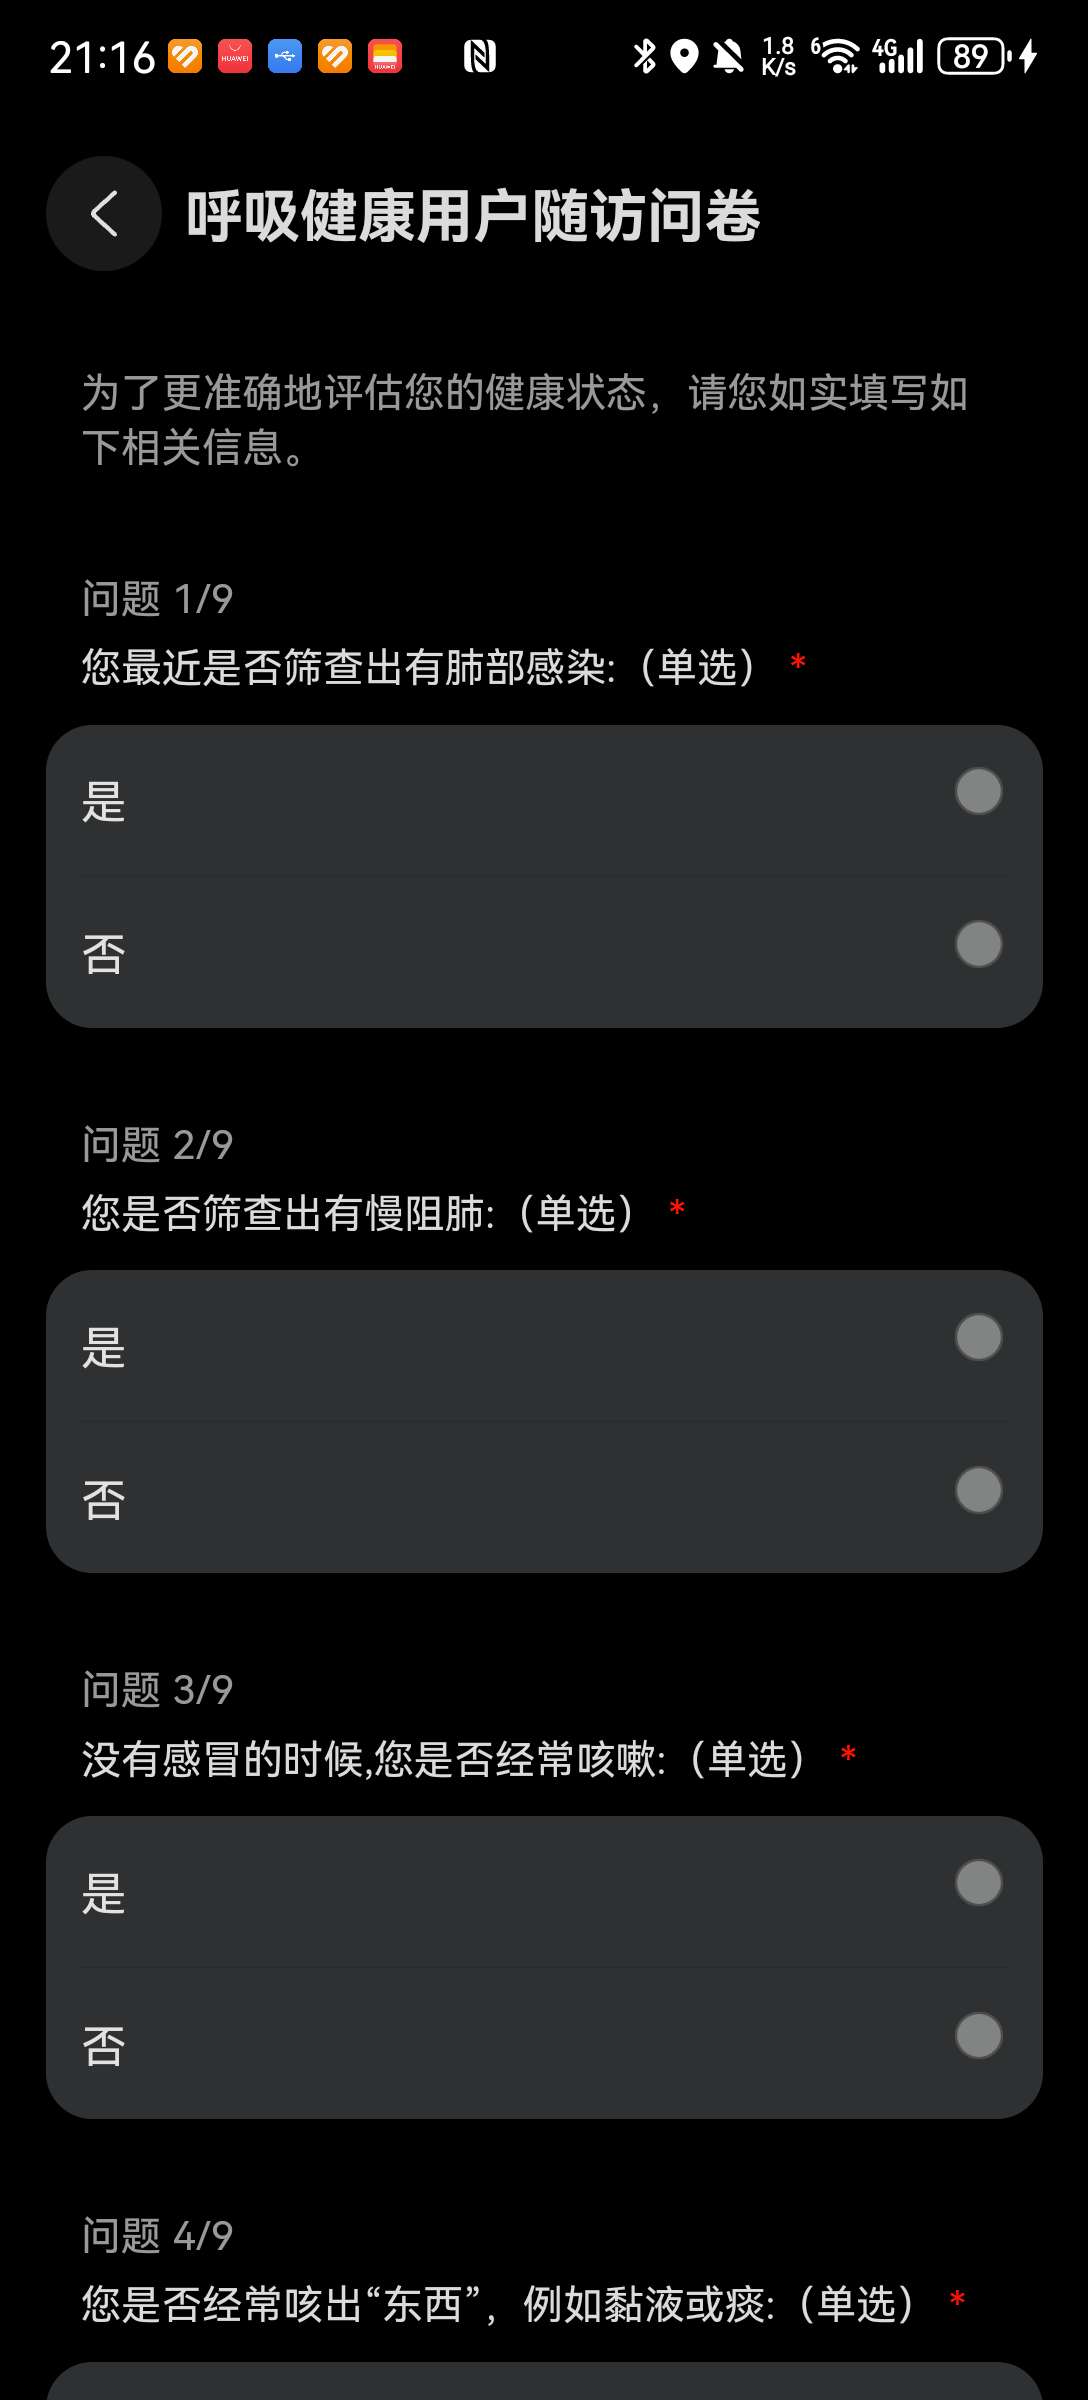 21:16
HUAWEI
HUAWEI
1.8
K/s
6
4G
89
呼吸健康用户随访问卷
为了更准确地评估您的健康状态，请您如实填写如
下相关信息。
问题 1/9
您最近是否筛查出有肺部感染:（单选） *
是
否
问题 2/9
您是否筛查出有慢阻肺:（单选） *
是
否
问题 3/9
没有感冒的时候,您是否经常咳嗽:（单选） *
是
否
问题 4/9
您是否经常咳出“东西”，例如黏液或痰:（单选） *